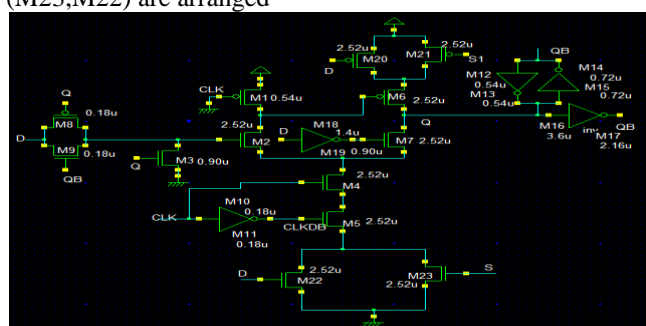 (M23,M22) are arranged
2.52u
M20
M21
2.52u
S1
D
QB
M14
0.72u
M15
0.72u
M12
0.54u
M13
0.54u
CLK
M1
0.54u
M6
2.52u
Q
0.18u
M8
2.52u
D
M18
1.4u
Q
M16
3.6u
inv
QB
M17
2.16u
D
M9
0.18u
M2
M7
2.52u
M3
0.90u
M19
0.90u
Q
QB
2.52u
M4
M10
0.18u
CLK
CLKDB
M5
2.52u
M11
0.18u
D
2.52u
M22
M23
2.52u
S